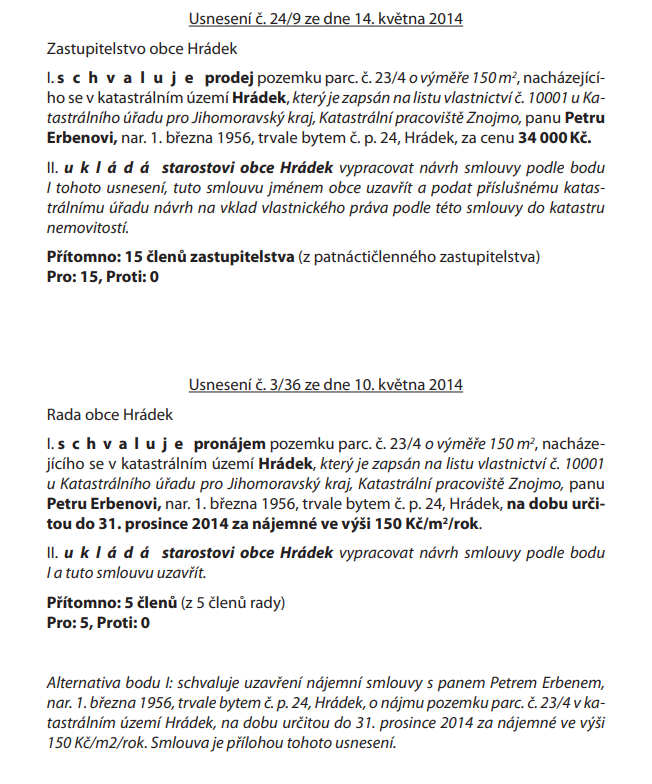 Usnesení č. 24/9 ze dne 14. května 2014
Zastupitelstvo obce Hrádek
I. s c h v a l u j e prodej pozemku parc. č. 23/4 o výměře 150 m², nacházející-
ho se v katastrálním území Hrádek, který je zapsán na listu vlastnictví č. 10001 u Ka-
tastrálního úřadu pro Jihomoravský kraj, Katastrální pracoviště Znojmo, panu Petru
Erbenovi, nar. 1. března 1956, trvale bytem č. p. 24, Hrádek, za cenu 34 000 Kč.
II. u k l á d á starostovi obce Hrádek vypracovat návrh smlouvy podle bodu
I tohoto usnesení, tuto smlouvu jménem obce uzavřít a podat příslušnému katas-
trálnímu úřadu návrh na vklad vlastnického práva podle této smlouvy do katastru
nemovitostí.
Přítomno: 15 členů zastupitelstva (z patnáctičlenného zastupitelstva)
Pro: 15, Proti: 0
Usnesení č. 3/36 ze dne 10. května 2014
Rada obce Hrádek
I. s c h v a l u j e pronájem pozemku parc. č. 23/4 o výměře 150 m², nacháze-
jícího se v katastrálním území Hrádek, který je zapsán na listu vlastnictví č. 10001
u Katastrálního úřadu pro Jihomoravský kraj, Katastrální pracoviště Znojmo, panu
Petru Erbenovi, nar. 1. března 1956, trvale bytem č. p. 24, Hrádek, na dobu urči-
tou do 31. prosince 2014 za nájemné ve výši 150 Kč/m²/rok.
II. u k l á d á starostovi obce Hrádek vypracovat návrh smlouvy podle bodu
I a tuto smlouvu uzavřít.
Přítomno: 5 členů (z 5 členů rady)
Pro: 5, Proti: 0
Alternativa bodu I: schvaluje uzavření nájemní smlouvy s panem Petrem Erbenem,
nar. 1. března 1956, trvale bytem č. p. 24, Hrádek, o nájmu pozemku parc. č. 23/4 v ka-
tastrálním území Hrádek, na dobu určitou do 31. prosince 2014 za nájemné ve výši
150 Kč/m2/rok. Smlouva je přílohou tohoto usnesení.